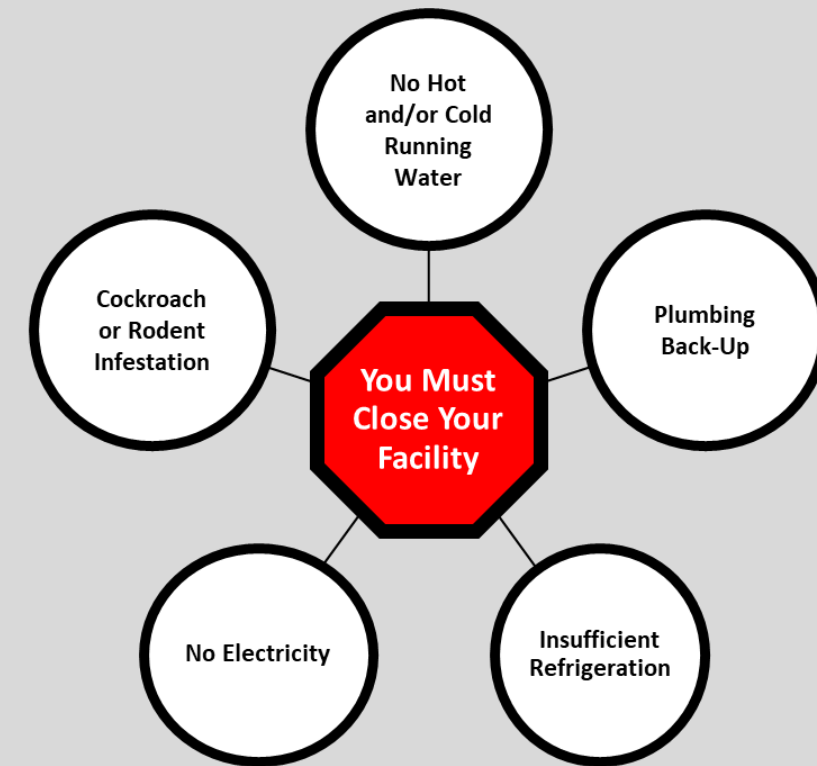 No Hot
and/or Cold
Running
Water
Cockroach
or Rodent
Infestation
Plumbing
Back-Up
You Must
Close Your
Facility
No Electricity
Insufficient
Refrigeration